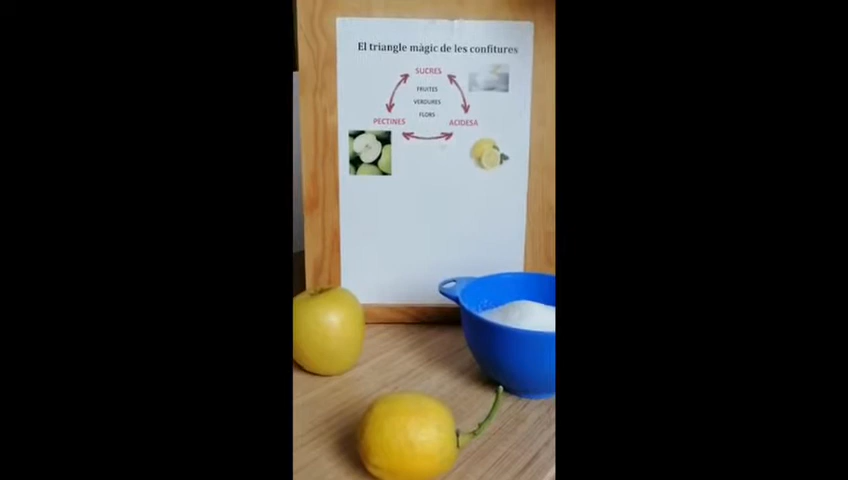 El triangle màgic de les confitures
SUCRES
FRUITES
VERDURES
FLORS
PECTINES
ACIDESA